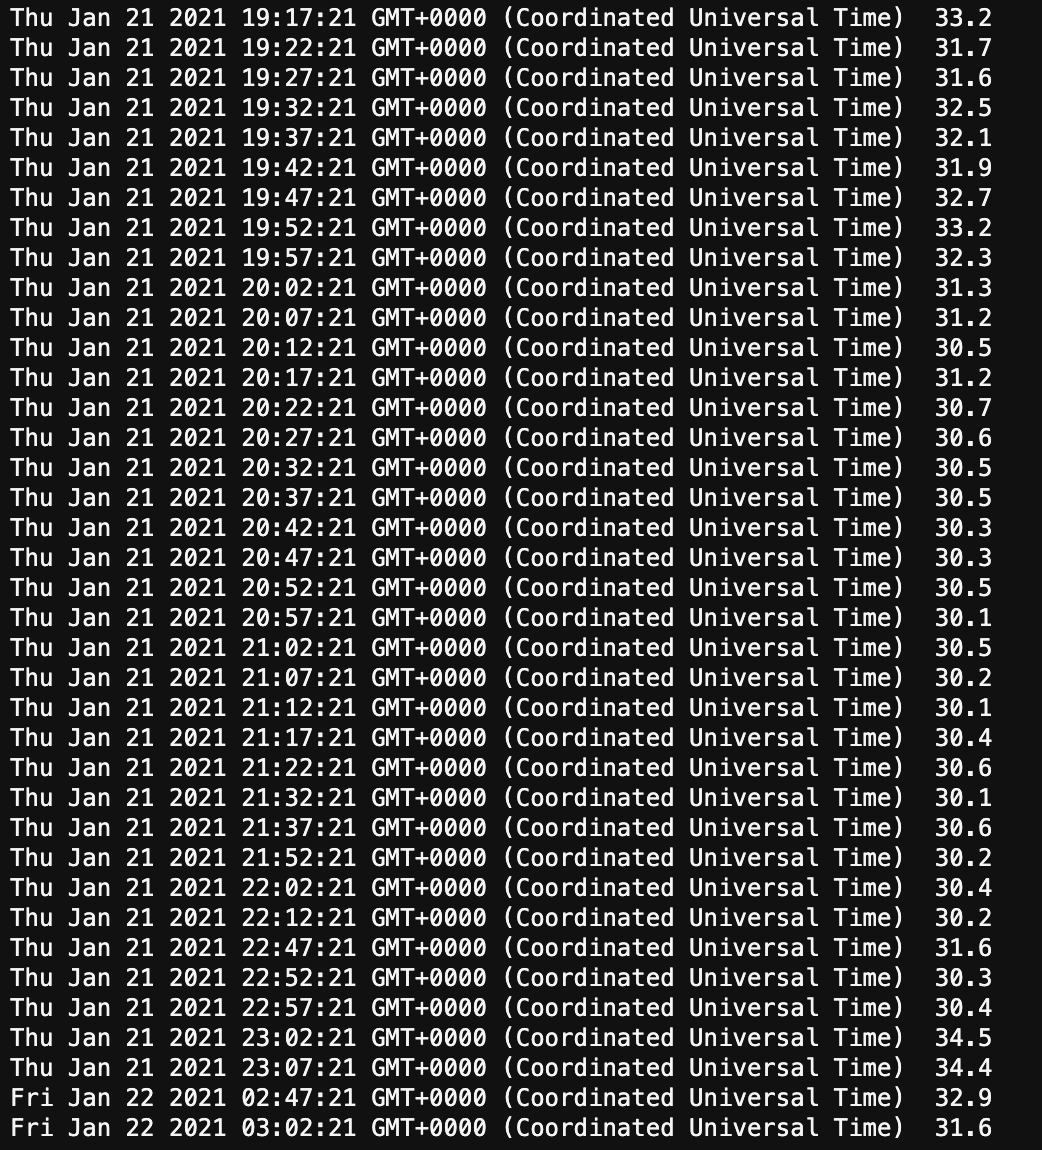 Thu Jan 21 2021 19:17:21 GMT+0000 (Coordinated Universal Time)  33.2
Thu Jan 21 2021 19:22:21 GMT+0000 (Coordinated Universal Time)  31.7
Thu Jan 21 2021 19:27:21 GMT+0000 (Coordinated Universal Time)  31.6
Thu Jan 21 2021 19:32:21 GMT+0000 (Coordinated Universal Time)  32.5
Thu Jan 21 2021 19:37:21 GMT+0000 (Coordinated Universal Time)  32.1
Thu Jan 21 2021 19:42:21 GMT+0000 (Coordinated Universal Time)  31.9
Thu Jan 21 2021 19:47:21 GMT+0000 (Coordinated Universal Time)  32.7
Thu Jan 21 2021 19:52:21 GMT+0000 (Coordinated Universal Time)  33.2
Thu Jan 21 2021 19:57:21 GMT+0000 (Coordinated Universal Time)  32.3
Thu Jan 21 2021 20:02:21 GMT+0000 (Coordinated Universal Time)  31.3
Thu Jan 21 2021 20:07:21 GMT+0000 (Coordinated Universal Time)  31.2
Thu Jan 21 2021 20:12:21 GMT+0000 (Coordinated Universal Time)  30.5
Thu Jan 21 2021 20:17:21 GMT+0000 (Coordinated Universal Time)  31.2
Thu Jan 21 2021 20:22:21 GMT+0000 (Coordinated Universal Time)  30.7
Thu Jan 21 2021 20:27:21 GMT+0000 (Coordinated Universal Time)  30.6
Thu Jan 21 2021 20:32:21 GMT+0000 (Coordinated Universal Time)  30.5
Thu Jan 21 2021 20:37:21 GMT+0000 (Coordinated Universal Time)  30.5
Thu Jan 21 2021 20:42:21 GMT+0000 (Coordinated Universal Time)  30.3
Thu Jan 21 2021 20:47:21 GMT+0000 (Coordinated Universal Time)  30.3
Thu Jan 21 2021 20:52:21 GMT+0000 (Coordinated Universal Time)  30.5
Thu Jan 21 2021 20:57:21 GMT+0000 (Coordinated Universal Time)  30.1
Thu Jan 21 2021 21:02:21 GMT+0000 (Coordinated Universal Time)  30.5
Thu Jan 21 2021 21:07:21 GMT+0000 (Coordinated Universal Time)  30.2
Thu Jan 21 2021 21:12:21 GMT+0000 (Coordinated Universal Time)  30.1
Thu Jan 21 2021 21:17:21 GMT+0000 (Coordinated Universal Time)  30.4
Thu Jan 21 2021 21:22:21 GMT+0000 (Coordinated Universal Time)  30.6
Thu Jan 21 2021 21:32:21 GMT+0000 (Coordinated Universal Time)  30.1
Thu Jan 21 2021 21:37:21 GMT+0000 (Coordinated Universal Time)  30.6
Thu Jan 21 2021 21:52:21 GMT+0000 (Coordinated Universal Time)  30.2
Thu Jan 21 2021 22:02:21 GMT+0000 (Coordinated Universal Time)  30.4
Thu Jan 21 2021 22:12:21 GMT+0000 (Coordinated Universal Time)  30.2
Thu Jan 21 2021 22:47:21 GMT+0000 (Coordinated Universal Time)  31.6
Thu Jan 21 2021 22:52:21 GMT+0000 (Coordinated Universal Time)  30.3
Thu Jan 21 2021 22:57:21 GMT+0000 (Coordinated Universal Time)  30.4
Thu Jan 21 2021 23:02:21 GMT+0000 (Coordinated Universal Time)  34.5
Thu Jan 21 2021 23:07:21 GMT+0000 (Coordinated Universal Time)  34.4
Fri Jan 22 2021 02:47:21 GMT+0000 (Coordinated Universal Time)  32.9
Fri Jan 22 2021 03:02:21 GMT+0000 (Coordinated Universal Time)  31.6